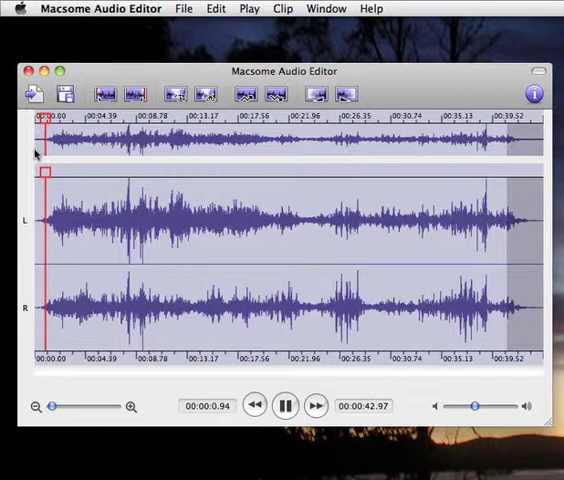 Macsome Audio Editor File Edit Play Clip Window Help
Macsome Audio Editor
00:00.00 00:04.39 00:08.78 00:13.17 00:17.56 00:21.96 00:26.35 00:30.74 00:35.13 00:39.52
L
R
00:00.00 00:04.39 00:08.78 00:13.17 00:17.56 00:21.96 00:26.35 00:30.74 00:35.13 00:39.52
00:00:0.94 00:00:42.97